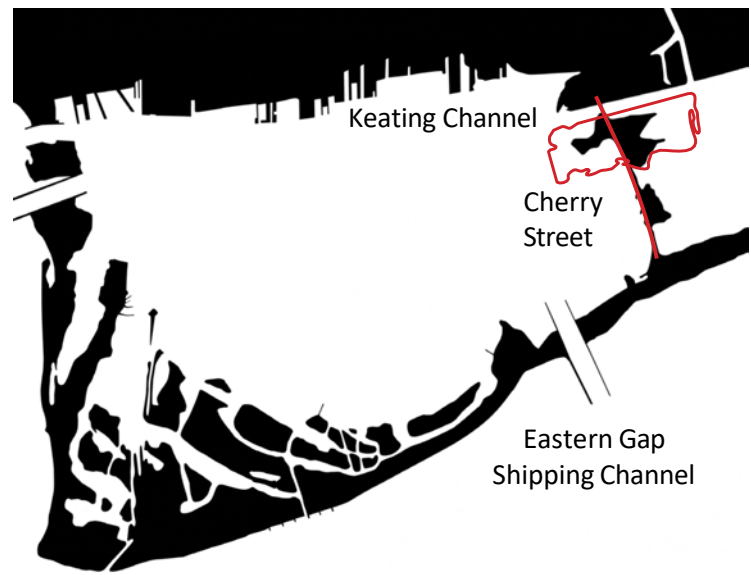 Keating Channel
Cherry
Street
Eastern Gap
Shipping Channel